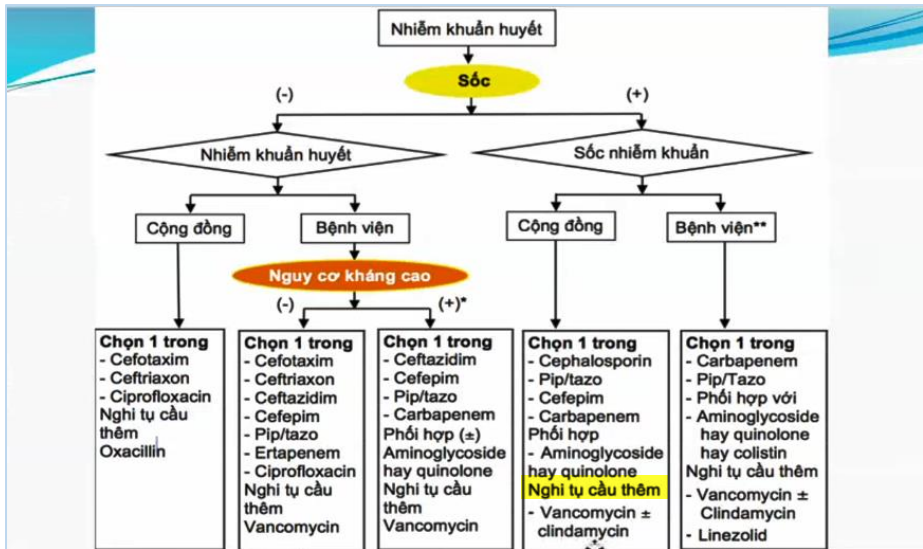 Nhiễm khuẩn huyết
Sốc
(-)
(+)
Nhiễm khuẩn huyết
Sốc nhiễm khuẩn
Cộng đồng
Bệnh viện
Cộng đồng
Bệnh viện**
Nguy cơ kháng cao
(-)
(+)*
Chọn 1 trong
- Cefotaxim
- Ceftriaxon
- Ciprofloxacin
Nghi tụ cầu
thêm
Oxacillin
Chọn 1 trong
- Cefotaxim
- Ceftriaxon
- Ceftazidim
- Cefepim
- Pip/tazo
- Ertapenem
- Ciprofloxacin
Nghi tụ cầu
thêm
Vancomycin
Chọn 1 trong
- Ceftazidim
- Cefepim
- Pip/tazo
- Carbapenem
Phối hợp (±)
Aminoglycoside
hay quinolone
Nghi tụ cầu
thêm
Vancomycin
Chọn 1 trong
- Cephalosporin
- Pip/tazo
- Cefepim
- Carbapenem
Phối hợp
- Aminoglycoside
hay quinolone
Nghi tụ cầu thêm
- Vancomycin ±
clindamycin
Chọn 1 trong
- Carbapenem
- Pip/Tazo
- Phối hợp với
- Aminoglycoside
hay quinolone
hay colistin
Nghi tụ cầu thêm
- Vancomycin ±
Clindamycin
- Linezolid